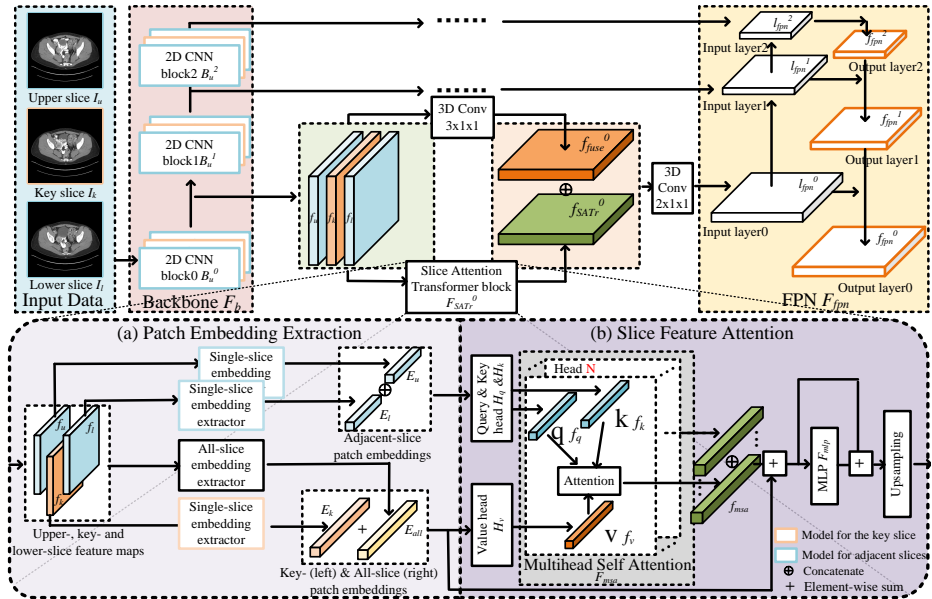 Upper slice I_u
Key slice I_k
Lower slice I_l
Input Data
2D CNN
block2 B_u^2
2D CNN
block1B_u^1
2D CNN
block0 B_u^0
Backbone F_b
f_u
f_k
f_l
3D Conv
3x1x1
Slice Attention
Transformer block
F_SATr^0
f_fuse^0
⊕
f_SATr^0
3D
Conv
2x1x1
l_fpn^2
Input layer2
l_fpn^1
Input layer1
l_fpn^0
Input layer0
f_fpn^2
Output layer2
f_fpn^1
Output layer1
f_fpn^0
Output layer0
FPN F_fpn
(a) Patch Embedding Extraction
f_u
f_l
f_k
Upper-, key- and
lower-slice feature maps
Single-slice
embedding
Single-slice
embedding
extractor
All-slice
embedding
extractor
Single-slice
embedding
extractor
E_u
⊕
E_l
Adjacent-slice
patch embeddings
E_k
+
E_all
Key- (left) & All-slice (right)
patch embeddings
(b) Slice Feature Attention
Query & Key
head H_q &H_k
Value head
H_v
Head N
q f_q
k f_k
Attention
v f_v
Multihead Self Attention
F_msa
⊕
f_msa
+
MLP F_mlp
+
Upsampling
Model for the key slice
Model for adjacent slices
⊕ Concatenate
+ Element-wise sum